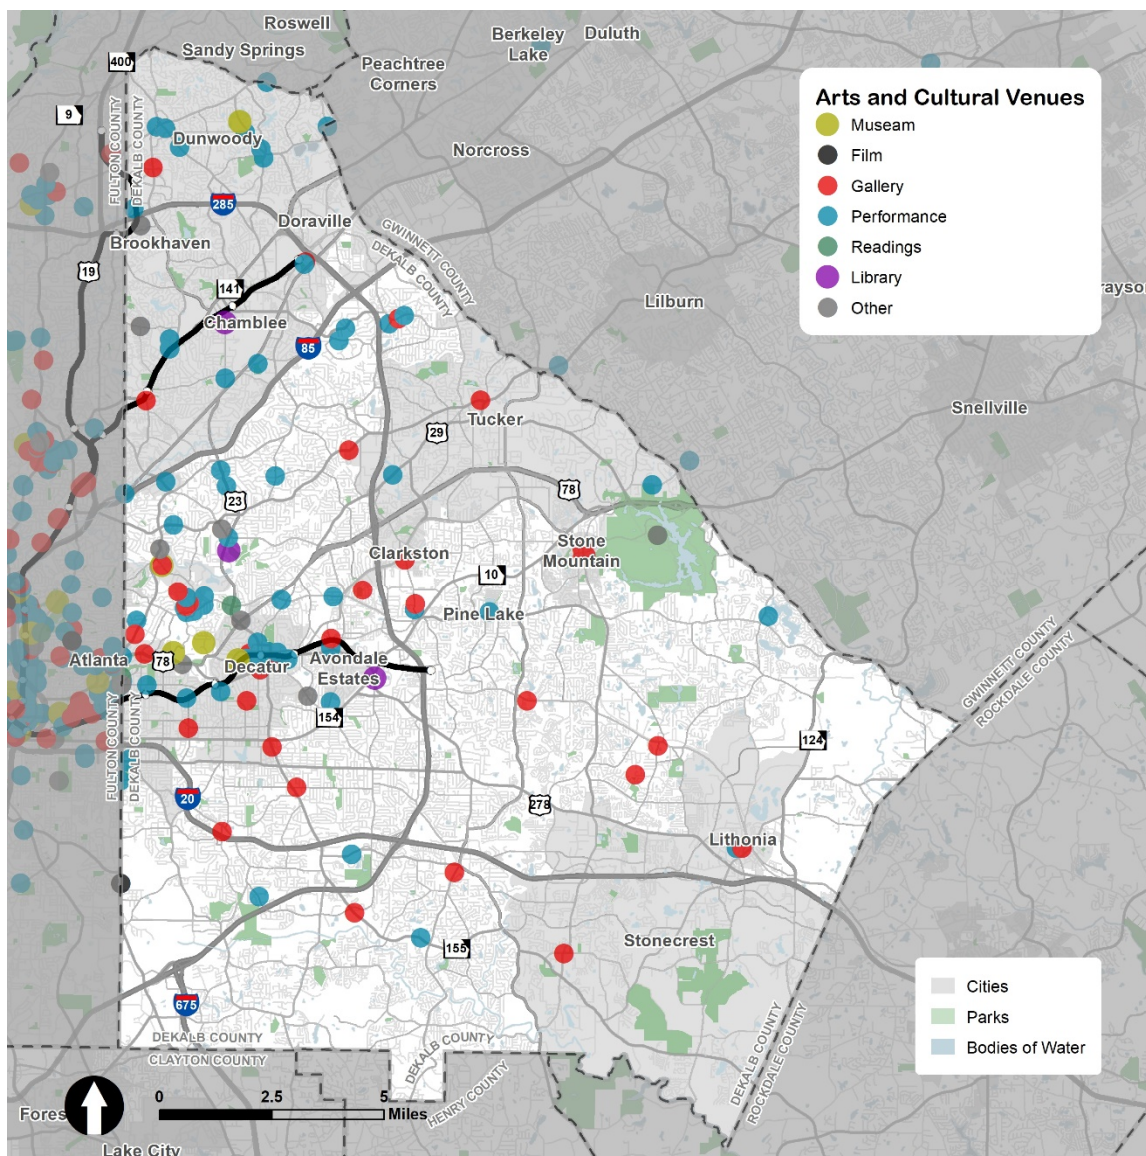 Roswell
Sandy Springs
400
9
Berkeley
Lake
Duluth
Peachtree
Corners
Arts and Cultural Venues
Museam
Film
Gallery
Performance
Readings
Library
Other
FULTON COUNTY
DEKALB COUNTY
Dunwoody
Norcross
285
Doraville
Brookhaven
GWINNETT COUNTY
DEKALB COUNTY
19
141
Chamblee
Lilburn
rayson
85
Snellville
Tucker
29
78
23
Clarkston
Stone
Mountain
10
Pine Lake
Atlanta
78
Decatur
Avondale
Estates
154
GWINNETT COUNTY
ROCKDALE COUNTY
124
FULTON COUNTY
DEKALB COUNTY
20
278
Lithonia
155
Stonecrest
675
Cities
Parks
Bodies of Water
DEKALB COUNTY
CLAYTON COUNTY
DEKALB COUNTY
HENRY COUNTY
DEKALB COUNTY
ROCKDALE COUNTY
0 2.5 5
Miles
Fores
Lake City